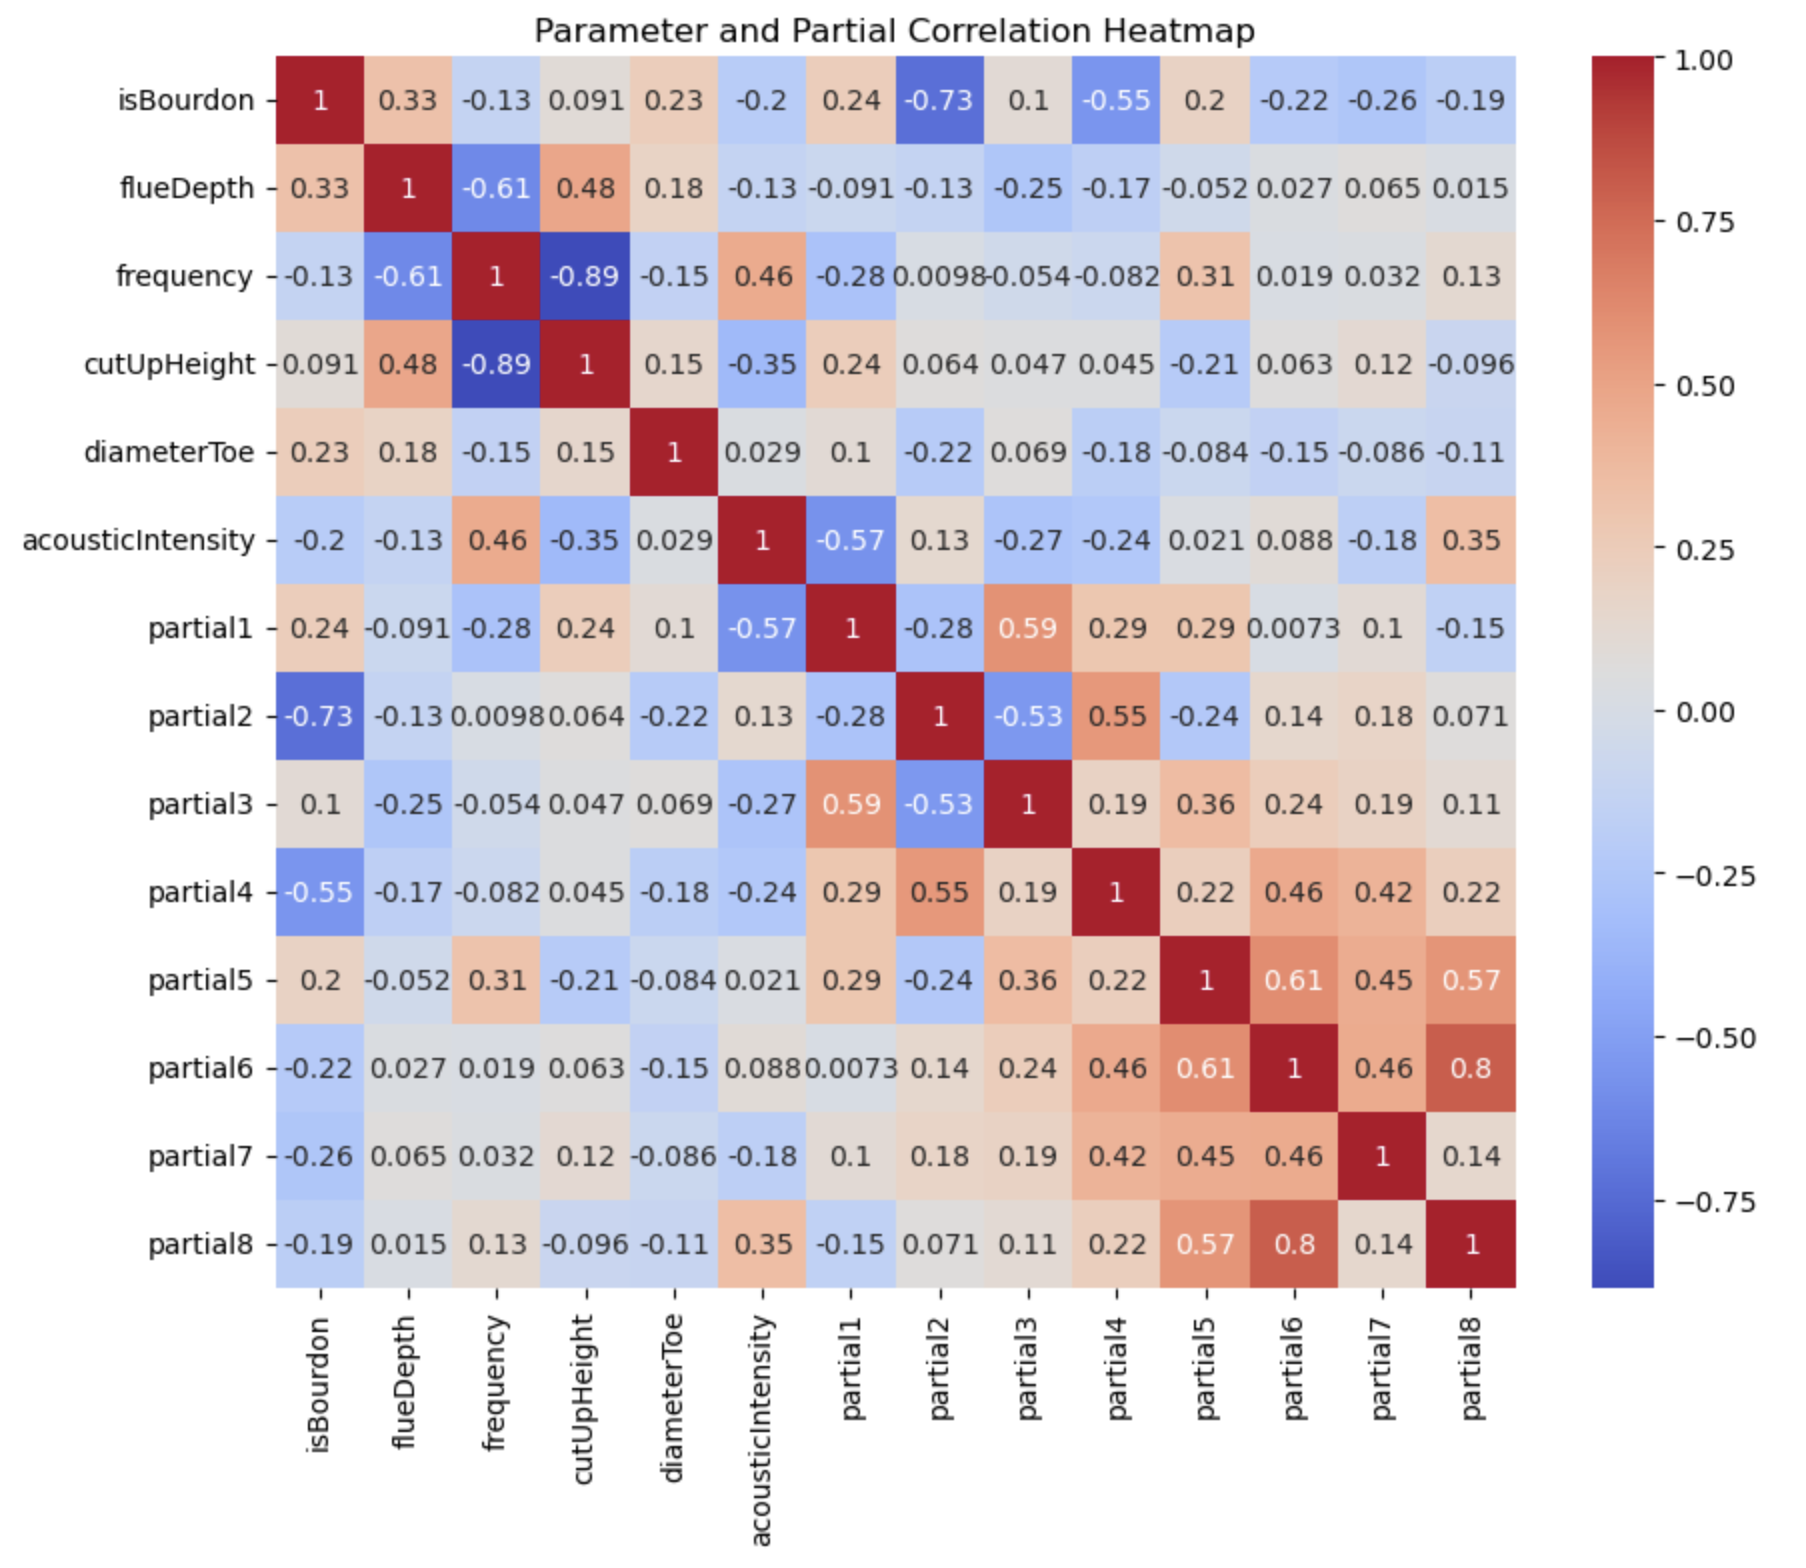 Parameter and Partial Correlation Heatmap
isBourdon 1 0.33 -0.13 0.091 0.23 -0.2 0.24 -0.73 0.1 -0.55 0.2 -0.22 -0.26 -0.19
flueDepth 0.33 1 -0.61 0.48 0.18 -0.13 -0.091 -0.13 -0.25 -0.17 -0.052 0.027 0.065 0.015
frequency -0.13 -0.61 1 -0.89 -0.15 0.46 -0.28 0.0098 -0.054 -0.082 0.31 0.019 0.032 0.13
cutUpHeight 0.091 0.48 -0.89 1 0.15 -0.35 0.24 0.064 0.047 0.045 -0.21 0.063 0.12 -0.096
diameterToe 0.23 0.18 -0.15 0.15 1 0.029 0.1 -0.22 0.069 -0.18 -0.084 -0.15 -0.086 -0.11
acousticIntensity -0.2 -0.13 0.46 -0.35 0.029 1 -0.57 0.13 -0.27 -0.24 0.021 0.088 -0.18 0.35
partial1 0.24 -0.091 -0.28 0.24 0.1 -0.57 1 -0.28 0.59 0.29 0.29 0.0073 0.1 -0.15
partial2 -0.73 -0.13 0.0098 0.064 -0.22 0.13 -0.28 1 -0.53 0.55 -0.24 0.14 0.18 0.071
partial3 0.1 -0.25 -0.054 0.047 0.069 -0.27 0.59 -0.53 1 0.19 0.36 0.24 0.19 0.11
partial4 -0.55 -0.17 -0.082 0.045 -0.18 -0.24 0.29 0.55 0.19 1 0.22 0.46 0.42 0.22
partial5 0.2 -0.052 0.31 -0.21 -0.084 0.021 0.29 -0.24 0.36 0.22 1 0.61 0.45 0.57
partial6 -0.22 0.027 0.019 0.063 -0.15 0.088 0.0073 0.14 0.24 0.46 0.61 1 0.46 0.8
partial7 -0.26 0.065 0.032 0.12 -0.086 -0.18 0.1 0.18 0.19 0.42 0.45 0.46 1 0.14
partial8 -0.19 0.015 0.13 -0.096 -0.11 0.35 -0.15 0.071 0.11 0.22 0.57 0.8 0.14 1
isBourdon
flueDepth
frequency
cutUpHeight
diameterToe
acousticIntensity
partial1
partial2
partial3
partial4
partial5
partial6
partial7
partial8
1.00
0.75
0.50
0.25
0.00
−0.25
−0.50
−0.75